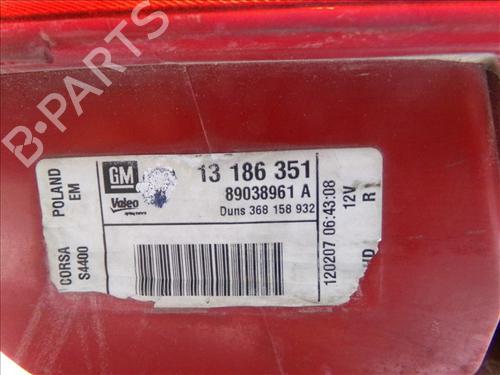 B-PARTS
GM
13 186 351
Valeo
89038961 A
Duns 368 158 932
POLAND
EM
CORSA
S4400
120207 06:43:08
12V
R